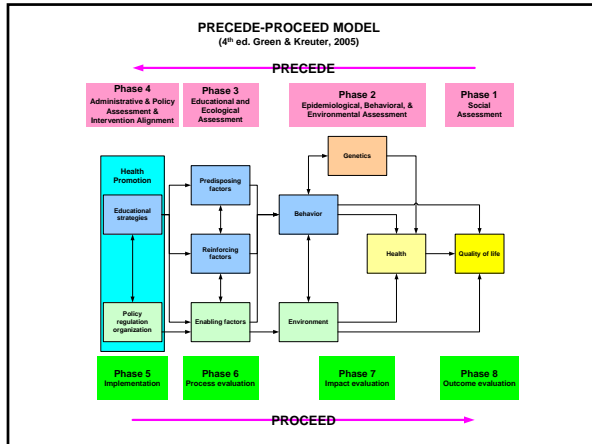 PRECEDE-PROCEED MODEL
(4th ed. Green & Kreuter, 2005)
PRECEDE
Phase 4
Administrative & Policy
Assessment &
Intervention Alignment
Phase 3
Educational and
Ecological
Assessment
Phase 2
Epidemiological, Behavioral, &
Environmental Assessment
Phase 1
Social
Assessment
Health
Promotion
Educational
strategies
Policy
regulation
organization
Predisposing
factors
Reinforcing
factors
Enabling factors
Genetics
Behavior
Environment
Health
Quality of life
Phase 5
Implementation
Phase 6
Process evaluation
Phase 7
Impact evaluation
Phase 8
Outcome evaluation
PROCEED